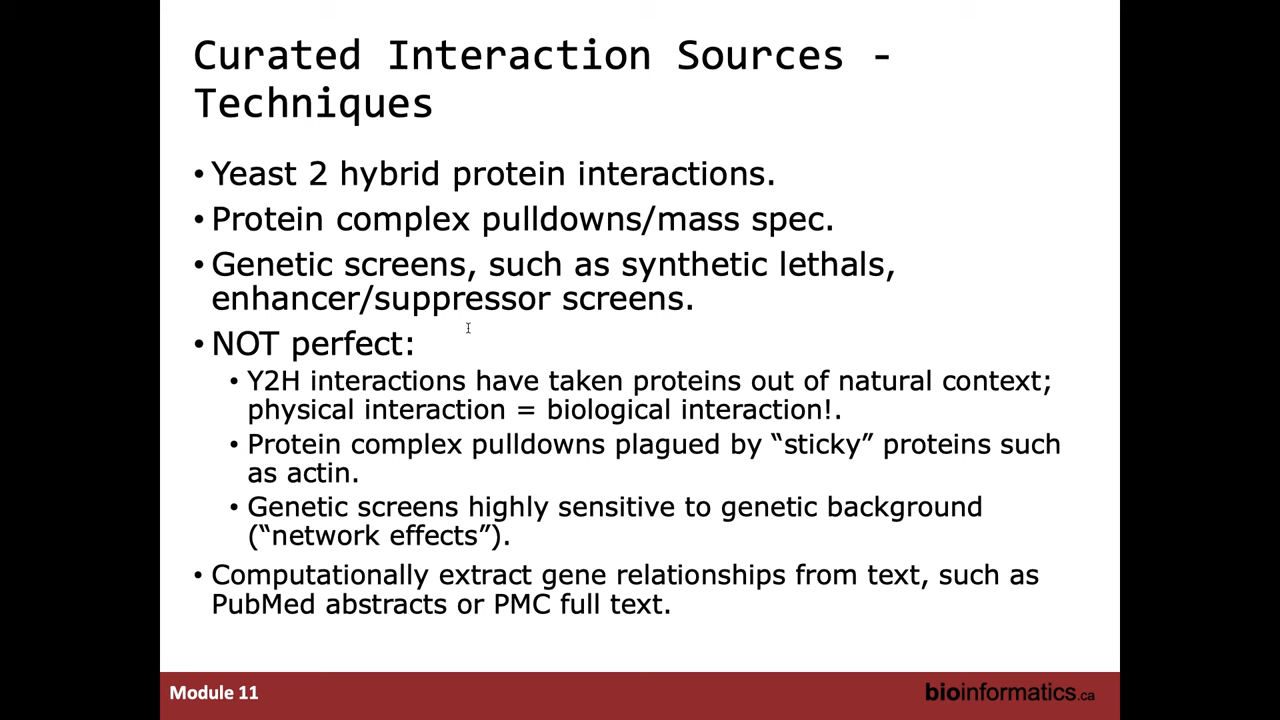 Curated Interaction Sources -
Techniques
• Yeast 2 hybrid protein interactions.
• Protein complex pulldowns/mass spec.
• Genetic screens, such as synthetic lethals,
enhancer/suppressor screens.
• NOT perfect:
• Y2H interactions have taken proteins out of natural context;
physical interaction = biological interaction!.
• Protein complex pulldowns plagued by “sticky” proteins such
as actin.
• Genetic screens highly sensitive to genetic background
(“network effects”).
• Computationally extract gene relationships from text, such as
PubMed abstracts or PMC full text.
Module 11
bioinformatics.ca